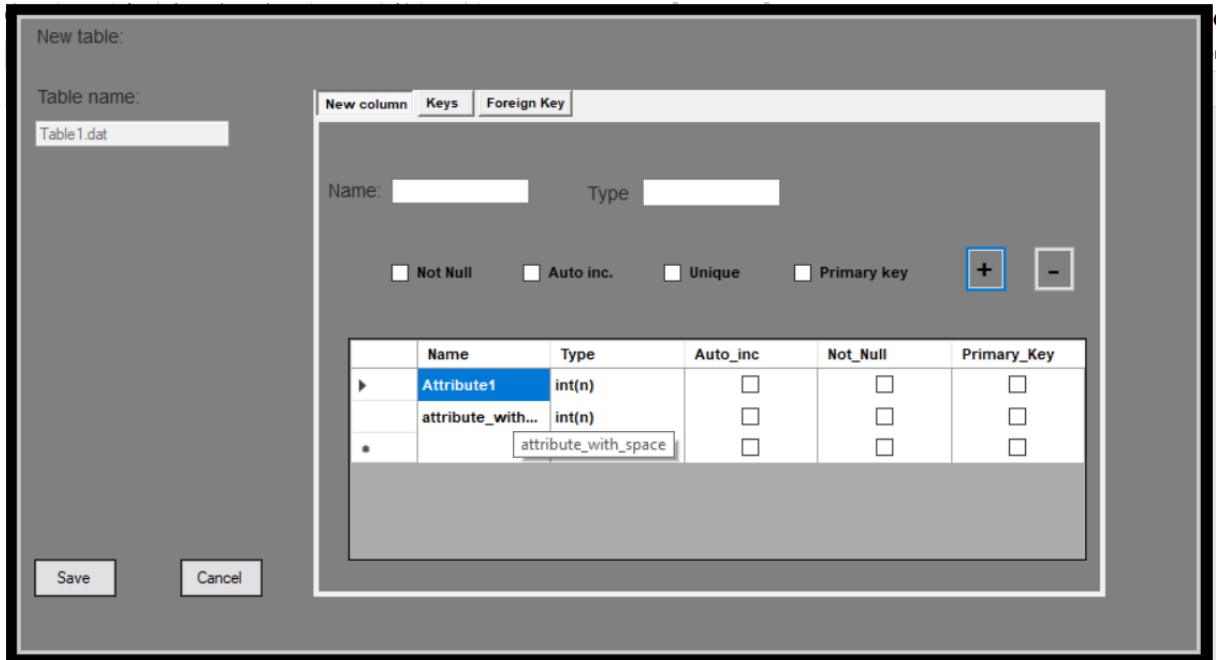 New table:
Table name:
Table1.dat
New column Keys Foreign Key
Name: Type
Not Null Auto inc. Unique Primary key + -
Name Type Auto_inc Not_Null Primary_Key
Attribute1 int(n)
attribute_with... int(n)
attribute_with_space
Save Cancel